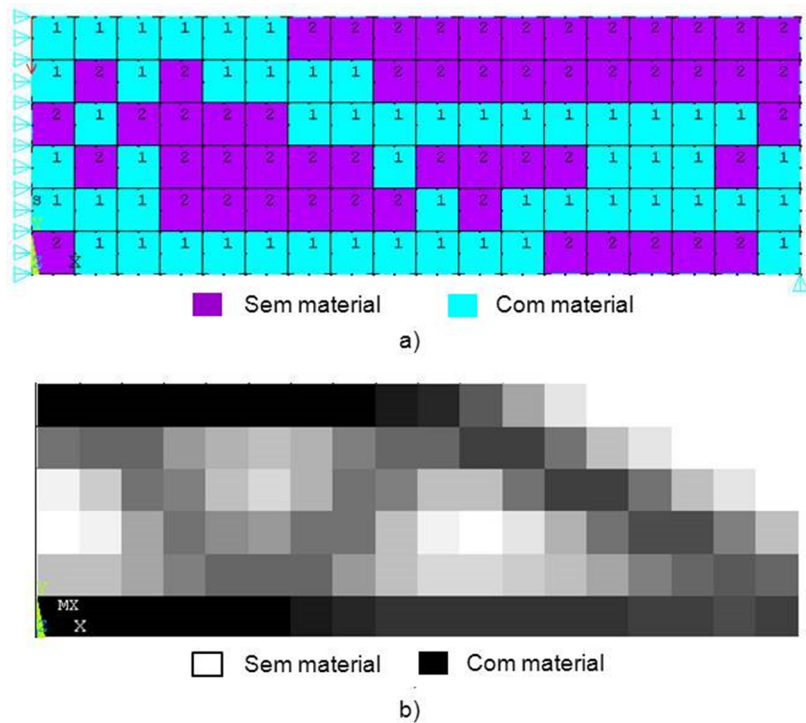 1 1 1 1 1 1 2 2 2 2 2 2 2 2 2 2 2 2
1 2 1 2 1 1 1 1 2 2 2 2 2 2 2 2 2 2
2 1 2 2 2 2 1 1 1 1 1 1 1 1 1 1 1 2
1 2 1 2 2 2 2 2 1 2 2 2 2 1 1 1 2 1
1 1 1 2 2 2 2 2 2 1 2 1 1 1 1 1 1 1
2 1 1 1 1 1 1 1 1 1 1 1 2 2 2 2 2 1
X
Sem material Com material
a)
MX
X
Sem material Com material
b)